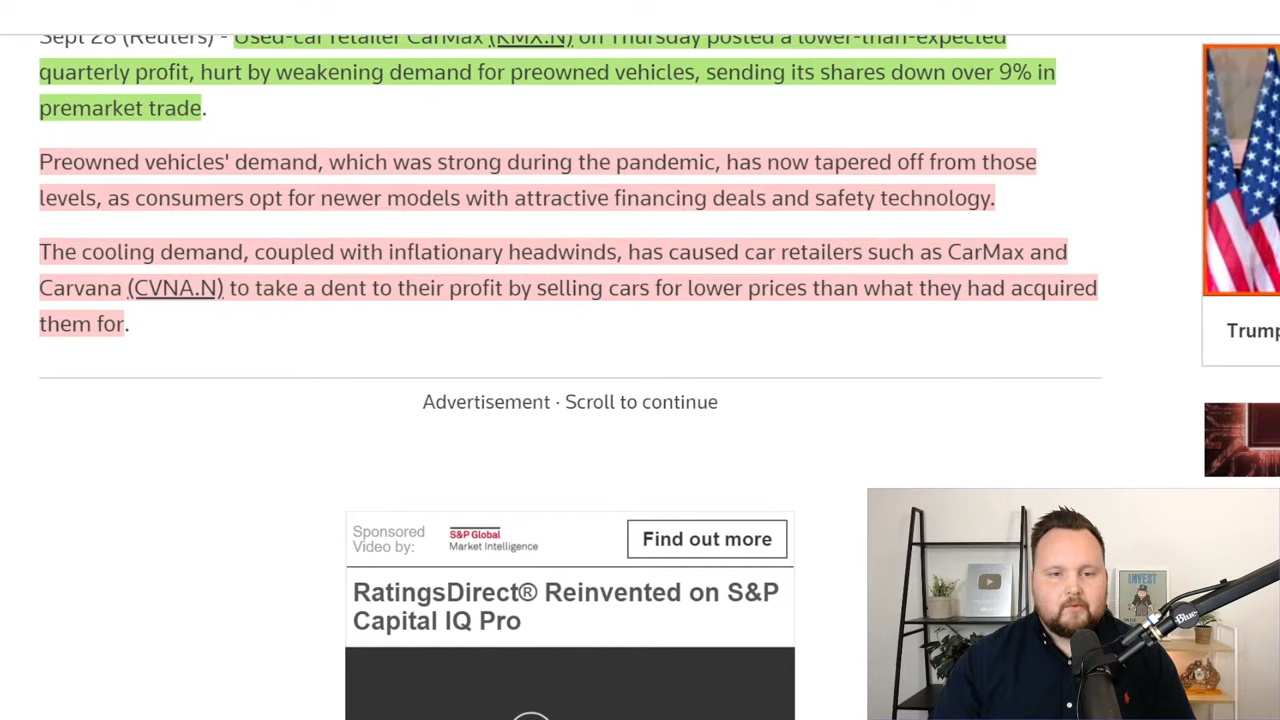 Sept 28 (Reuters) - Used-car retailer CarMax (KMX.N) on Thursday posted a lower-than-expected
quarterly profit, hurt by weakening demand for preowned vehicles, sending its shares down over 9% in
premarket trade.
Preowned vehicles' demand, which was strong during the pandemic, has now tapered off from those
levels, as consumers opt for newer models with attractive financing deals and safety technology.
The cooling demand, coupled with inflationary headwinds, has caused car retailers such as CarMax and
Carvana (CVNA.N) to take a dent to their profit by selling cars for lower prices than what they had acquired
them for.
Trump
Advertisement · Scroll to continue
Sponsored
Video by:
S&P Global
Market Intelligence
Find out more
RatingsDirect® Reinvented on S&P
Capital IQ Pro
INVEST
Blue